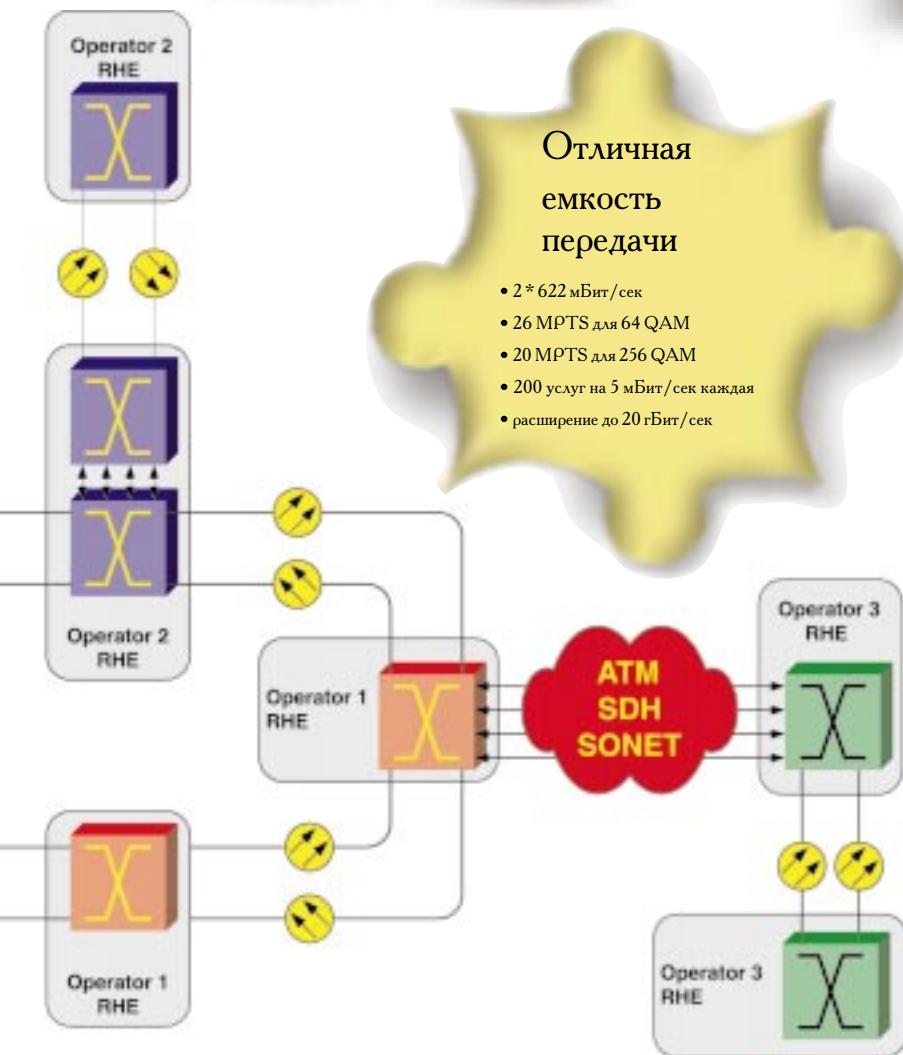 Operator 2
RHE
Отличная
емкость
передачи
• 2 * 622 мБит/сек
• 26 MPTS для 64 QAM
• 20 MPTS для 256 QAM
• 200 услуг на 5 мБит/сек каждая
• расширение до 20 гБит/сек
Operator 2
RHE
Operator 1
RHE
ATM
SDH
SONET
Operator 3
RHE
Operator 1
RHE
Operator 3
RHE